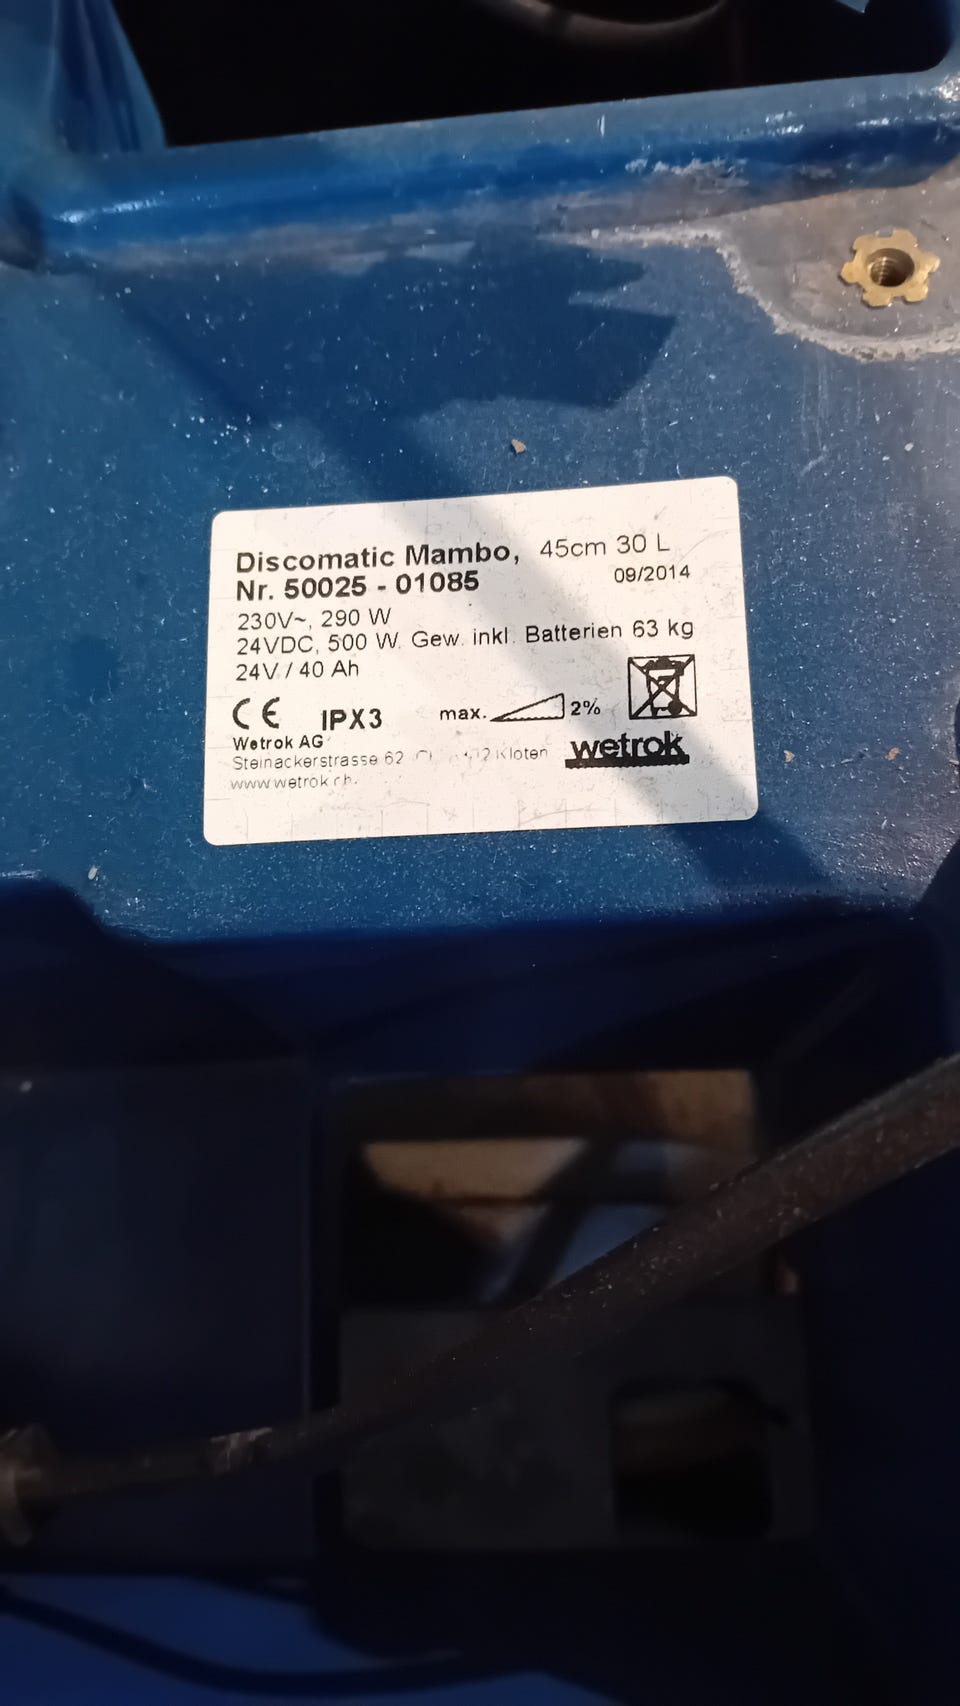 Discomatic Mambo, 45cm 30 L
Nr. 50025 - 01085 09/2014
230V~, 290 W
24VDC, 500 W. Gew. inkl. Batterien 63 kg
24V / 40 Ah
CE IPX3 max. 2%
Wetrok AG
Steinackerstrasse 62 Kloten
wetrok
www.wetrok.ch